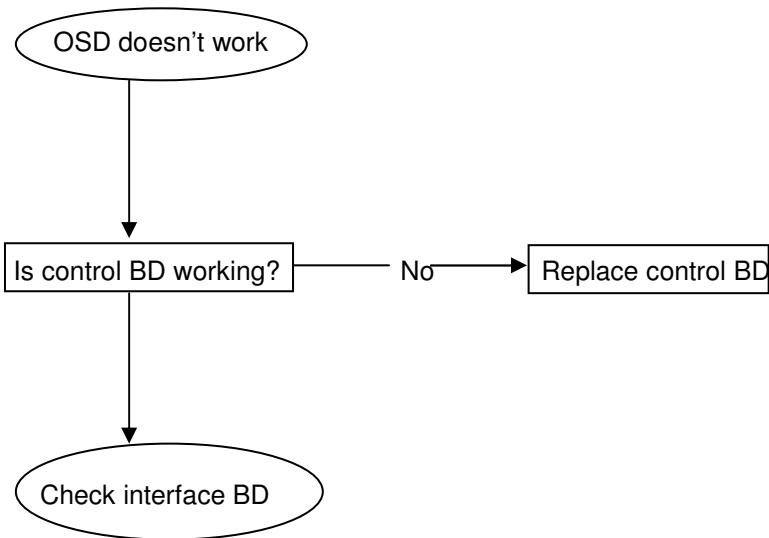 OSD doesn't work
Is control BD working?
No
Replace control BD
Check interface BD